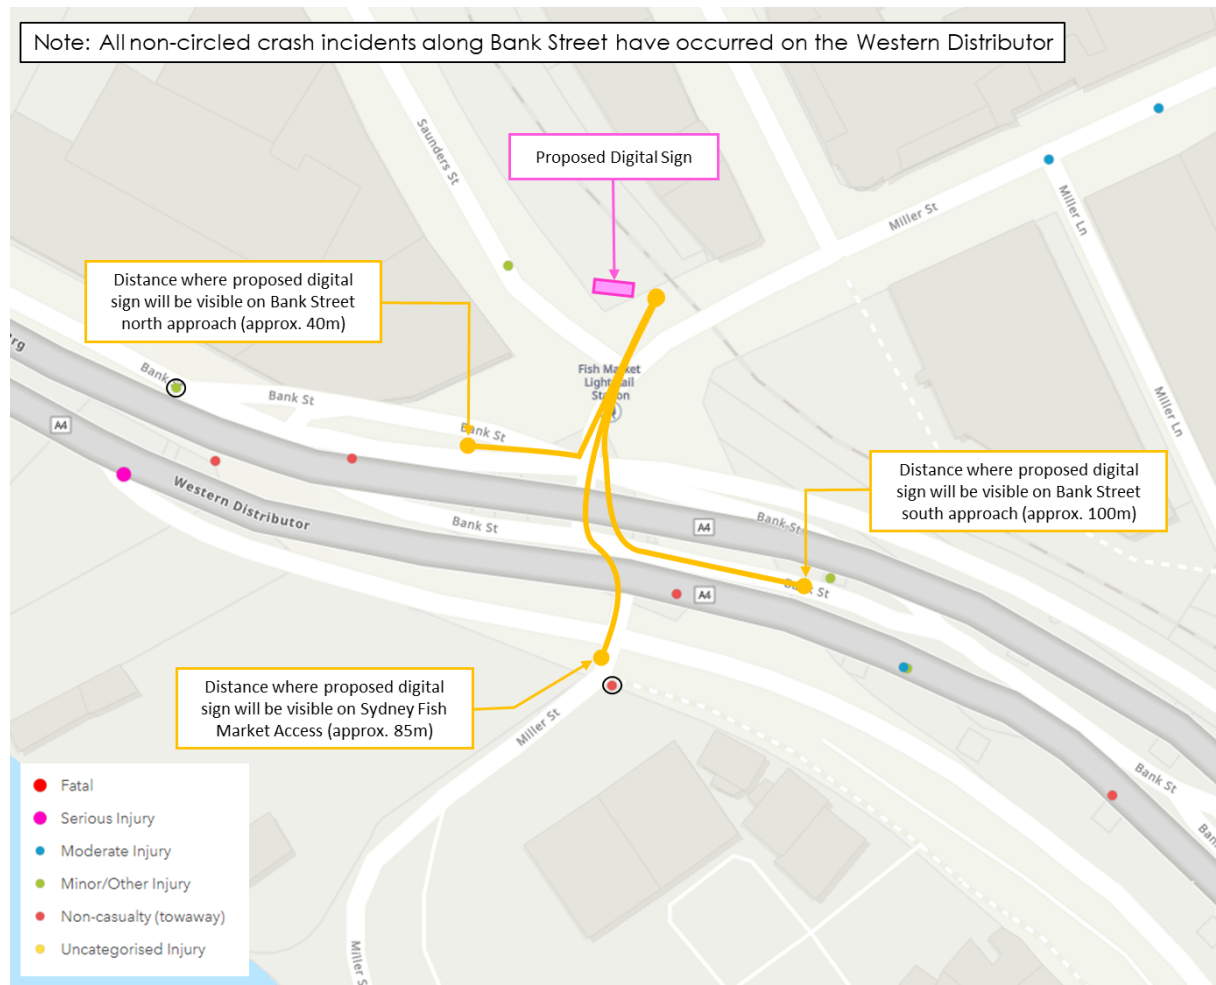 Note: All non-circled crash incidents along Bank Street have occurred on the Western Distributor
Saunders St
Proposed Digital Sign
Miller St
Miller Ln
Distance where proposed digital
sign will be visible on Bank Street
north approach (approx. 40m)
rg
Bank
Bank St
Fish Market
Light Rail
Station
Miller Ln
A4
Bank St
Distance where proposed digital
sign will be visible on Bank Street
south approach (approx. 100m)
Western Distributor
Bank St
A4
Bank St
Bank St
A4
Distance where proposed digital
sign will be visible on Sydney Fish
Market Access (approx. 85m)
Miller St
Bank St
Ban
Fatal
Serious Injury
Moderate Injury
Minor/Other Injury
Non-casualty (towaway)
Uncategorised Injury
Miller S